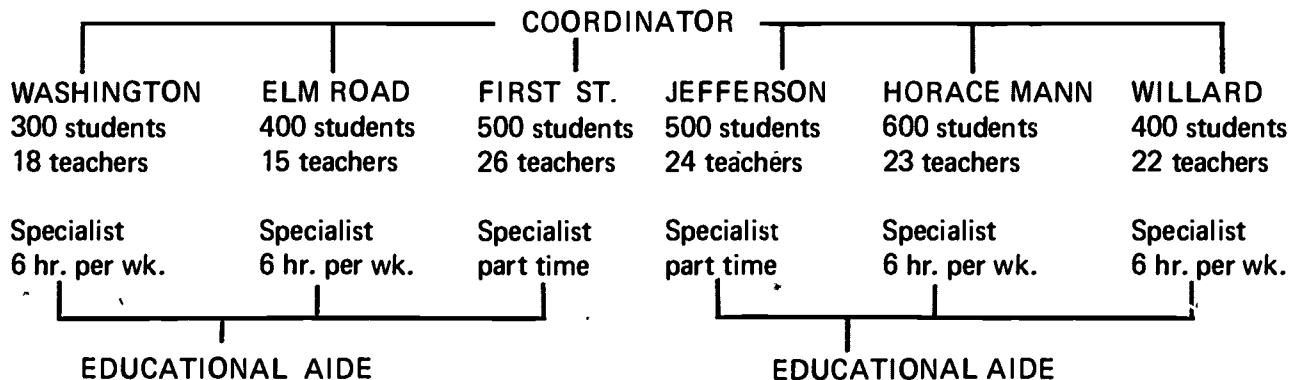 COORDINATOR
WASHINGTON ELM ROAD FIRST ST. JEFFERSON HORACE MANN WILLARD
300 students 400 students 500 students 500 students 600 students 400 students
18 teachers 15 teachers 26 teachers 24 teachers 23 teachers 22 teachers
Specialist Specialist Specialist Specialist Specialist Specialist
6 hr. per wk. 6 hr. per wk. part time part time 6 hr. per wk. 6 hr. per wk.
EDUCATIONAL AIDE EDUCATIONAL AIDE